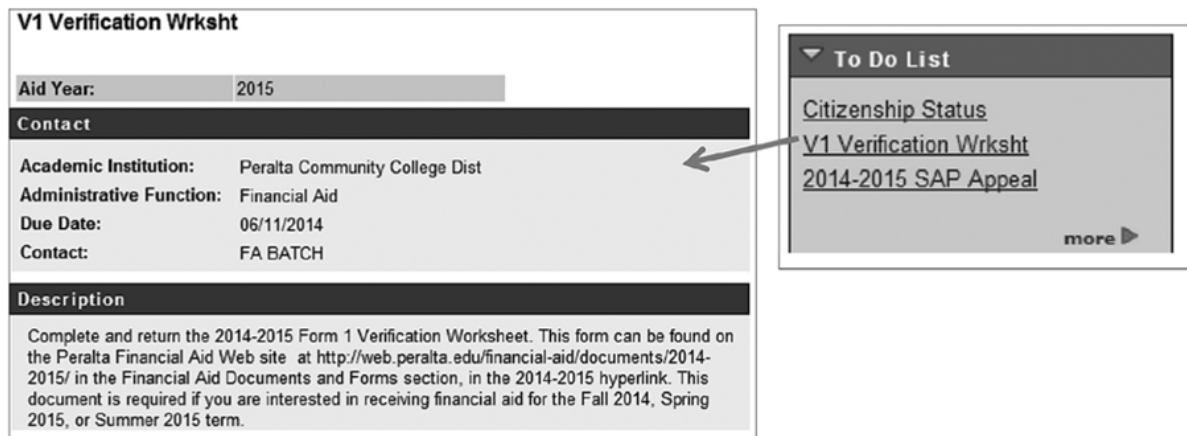 V1 Verification Wrksht
Aid Year: 2015
Contact
Academic Institution: Peralta Community College Dist
Administrative Function: Financial Aid
Due Date: 06/11/2014
Contact: FA BATCH
Description
Complete and return the 2014-2015 Form 1 Verification Worksheet. This form can be found on
the Peralta Financial Aid Web site at http://web.peralta.edu/financial-aid/documents/2014-
2015/ in the Financial Aid Documents and Forms section, in the 2014-2015 hyperlink. This
document is required if you are interested in receiving financial aid for the Fall 2014, Spring
2015, or Summer 2015 term.
To Do List
Citizenship Status
V1 Verification Wrksht
2014-2015 SAP Appeal
more